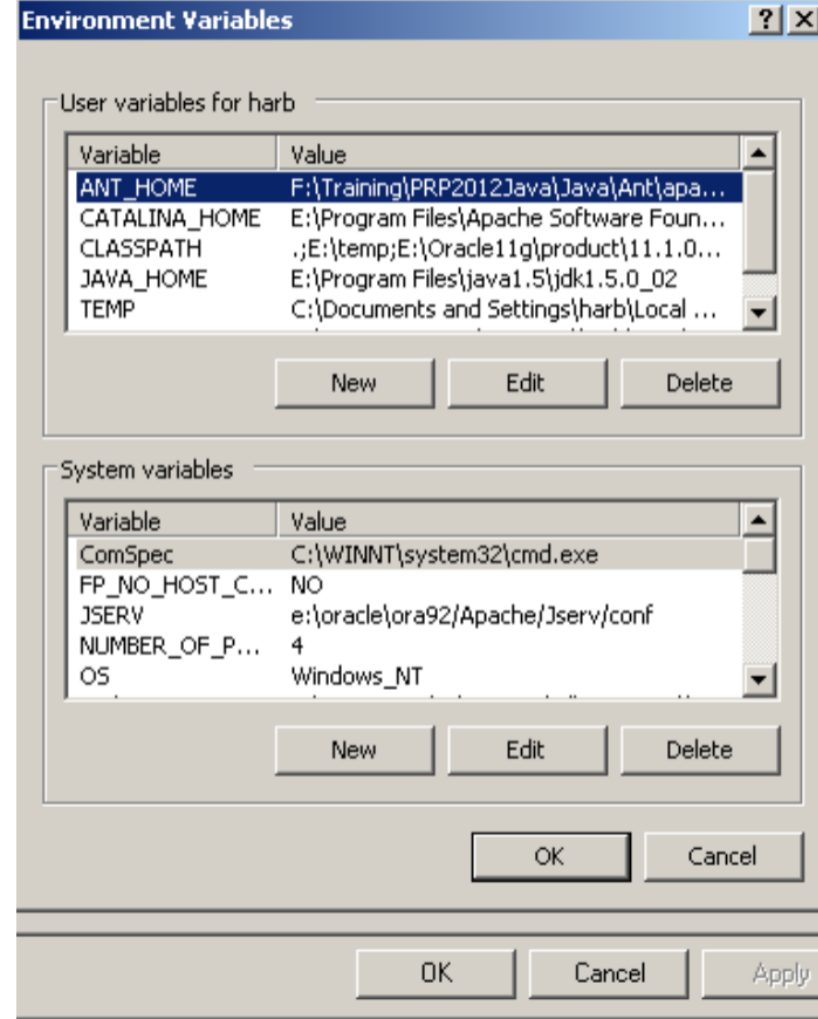 Environment Variables
User variables for harb
Variable Value
ANT_HOME F:\Training\PRP2012Java\Java\Ant\apa...
CATALINA_HOME E:\Program Files\Apache Software Foun...
CLASSPATH .;E:\temp;E:\Oracle11g\product\11.1.0...
JAVA_HOME E:\Program Files\java1.5\jdk1.5.0_02
TEMP C:\Documents and Settings\harb\Local ...
New Edit Delete
System variables
Variable Value
ComSpec C:\WINNT\system32\cmd.exe
FP_NO_HOST_C... NO
JSERV e:\oracle\ora92/Apache/Jserv/conf
NUMBER_OF_P... 4
OS Windows_NT
New Edit Delete
OK Cancel
OK Cancel Apply